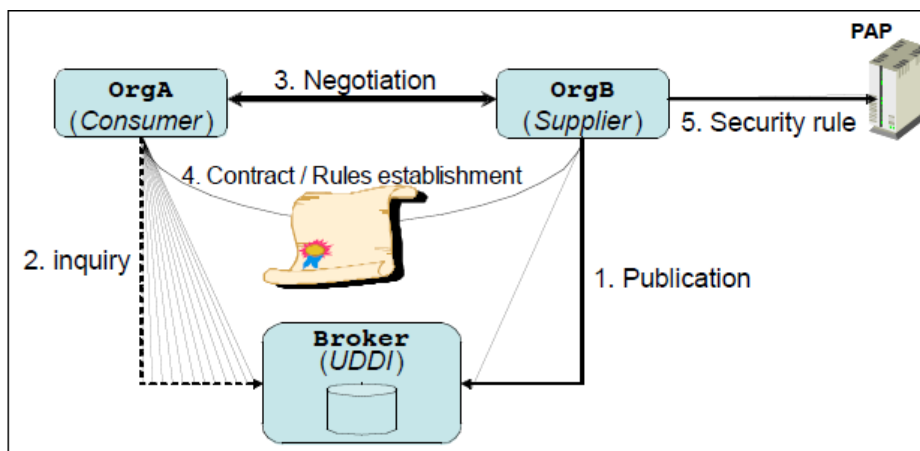 PAP
OrgA
(Consumer)
3. Negotiation
OrgB
(Supplier)
5. Security rule
4. Contract / Rules establishment
2. inquiry
1. Publication
Broker
(UDDI)